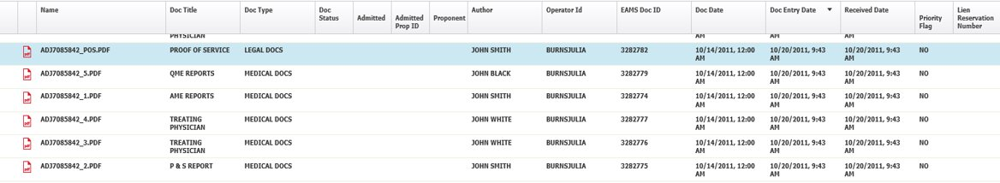 Name Doc Title Doc Type Doc Status Admitted Admitted Prop ID Proponent Author Operator Id EAMS Doc ID Doc Date Doc Entry Date Received Date Priority Flag Lien Reservation Number
PHYSICIAN AM AM AM
ADJ7085842_POS.PDF PROOF OF SERVICE LEGAL DOCS JOHN SMITH BURNSJULIA 3282782 10/14/2011, 12:00 AM 10/20/2011, 9:43 AM 10/20/2011, 9:43 AM NO
ADJ7085842_5.PDF QME REPORTS MEDICAL DOCS JOHN BLACK BURNSJULIA 3282779 10/14/2011, 12:00 AM 10/20/2011, 9:43 AM 10/20/2011, 9:43 AM NO
ADJ7085842_1.PDF AME REPORTS MEDICAL DOCS JOHN SMITH BURNSJULIA 3282774 10/14/2011, 12:00 AM 10/20/2011, 9:43 AM 10/20/2011, 9:43 AM NO
ADJ7085842_4.PDF TREATING PHYSICIAN MEDICAL DOCS JOHN WHITE BURNSJULIA 3282777 10/14/2011, 12:00 AM 10/20/2011, 9:43 AM 10/20/2011, 9:43 AM NO
ADJ7085842_3.PDF TREATING PHYSICIAN MEDICAL DOCS JOHN WHITE BURNSJULIA 3282776 10/14/2011, 12:00 AM 10/20/2011, 9:43 AM 10/20/2011, 9:43 AM NO
ADJ7085842_2.PDF P & S REPORT MEDICAL DOCS JOHN SMITH BURNSJULIA 3282775 10/14/2011, 12:00 AM 10/20/2011, 9:43 AM 10/20/2011, 9:43 AM NO